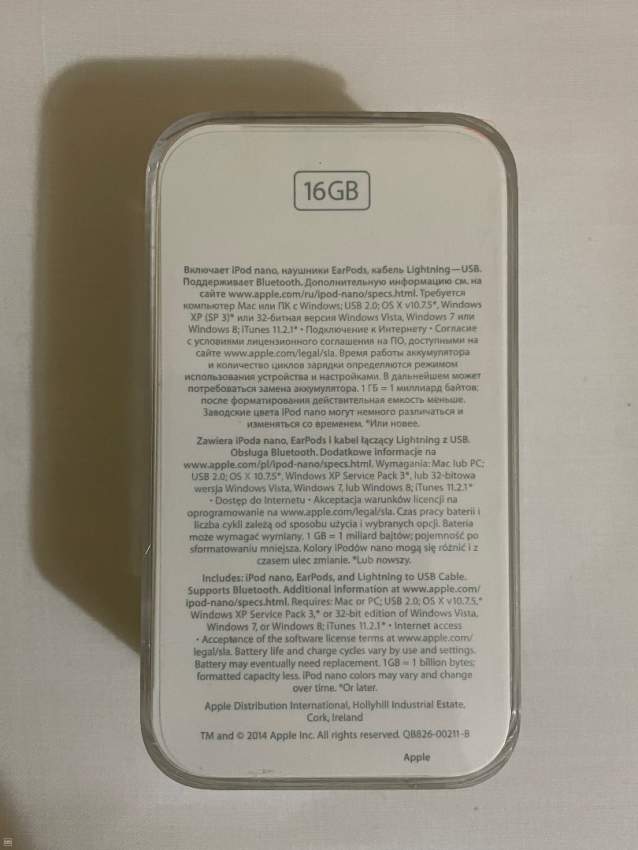 16GB
Включает iPod nano, наушники EarPods, кабель Lightning—USB.
Поддерживает Bluetooth. Дополнительную информацию см. на
сайте www.apple.com/ru/ipod-nano/specs.html. Требуется
компьютер Mac или ПК с Windows; USB 2.0; OS X v10.7.5*, Windows
XP (SP 3)* или 32-битная версия Windows Vista, Windows 7 или
Windows 8; iTunes 11.2.1* • Подключение к Интернету • Согласие
с условиями лицензионного соглашения на ПО, доступными на
сайте www.apple.com/legal/sla. Время работы аккумулятора
и количество циклов зарядки определяются режимом
использования устройства и настройками. В дальнейшем может
потребоваться замена аккумулятора. 1 ГБ = 1 миллиард байтов;
после форматирования действительная емкость меньше.
Заводские цвета iPod nano могут немного различаться и
изменяться со временем. *Или новее.
Zawiera iPoda nano, EarPods i kabel łączący Lightning z USB.
Obsługa Bluetooth. Dodatkowe informacje na
www.apple.com/pl/ipod-nano/specs.html. Wymagania: Mac lub PC;
USB 2.0; OS X 10.7.5*, Windows XP Service Pack 3*, lub 32-bitowa
wersja Windows Vista, Windows 7, lub Windows 8; iTunes 11.2.1*
• Dostęp do Internetu • Akceptacja warunków licencji na
oprogramowanie na www.apple.com/legal/sla. Czas pracy baterii i
liczba cykli zależą od sposobu użycia i wybranych opcji. Bateria
może wymagać wymiany. 1 GB = 1 miliard bajtów; pojemność po
sformatowaniu mniejsza. Kolory iPodów nano mogą się różnić i z
czasem ulec zmianie. *Lub nowszy.
Includes: iPod nano, EarPods, and Lightning to USB Cable.
Supports Bluetooth. Additional information at www.apple.com/
ipod-nano/specs.html. Requires: Mac or PC; USB 2.0; OS X v10.7.5,*
Windows XP Service Pack 3,* or 32-bit edition of Windows Vista,
Windows 7, or Windows 8; iTunes 11.2.1* • Internet access
• Acceptance of the software license terms at www.apple.com/
legal/sla. Battery life and charge cycles vary by use and settings.
Battery may eventually need replacement. 1GB = 1 billion bytes;
formatted capacity less. iPod nano colors may vary and change
over time. *Or later.
Apple Distribution International, Hollyhill Industrial Estate,
Cork, Ireland
TM and © 2014 Apple Inc. All rights reserved. QB826-00211-B
Apple